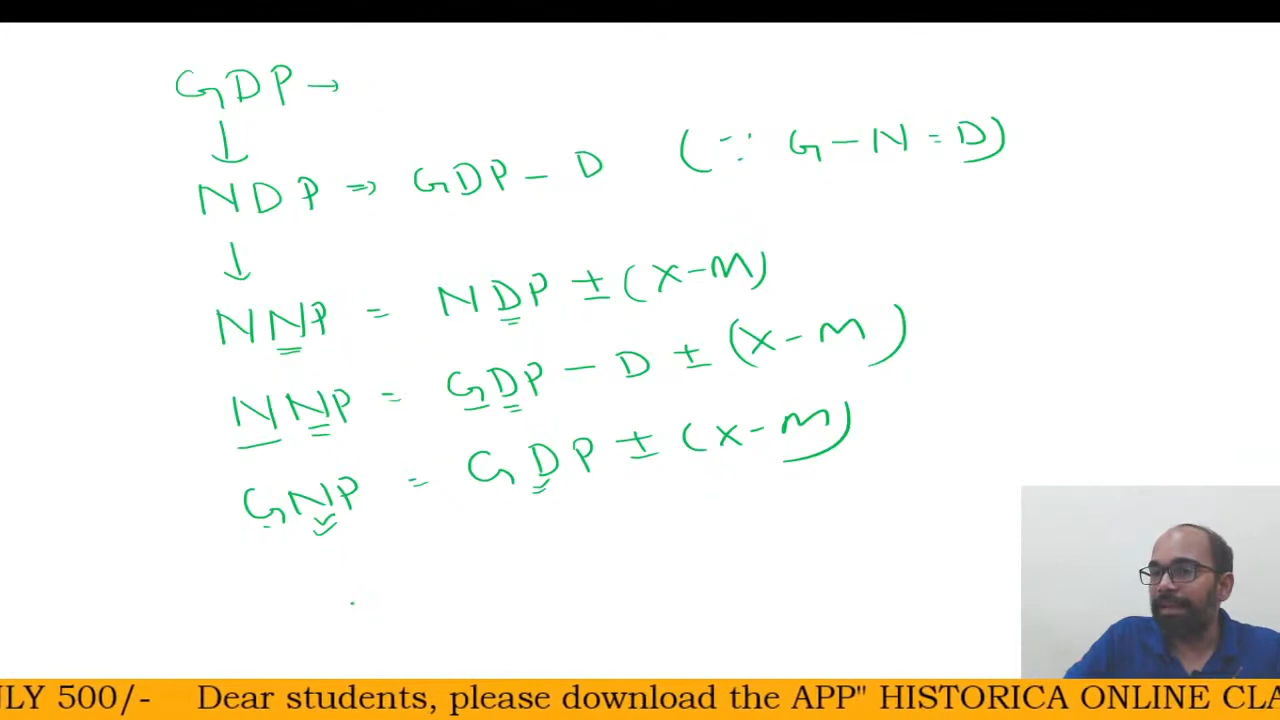 GDP →
↓
NDP ⇒ GDP - D (∵ G - N = D)
↓
NNP = NDP ± (X-M)
NNP = GDP - D ± (X - M)
GNP = GDP ± (X-M)
JLY 500/- Dear students, please download the APP" HISTORICA ONLINE CLA